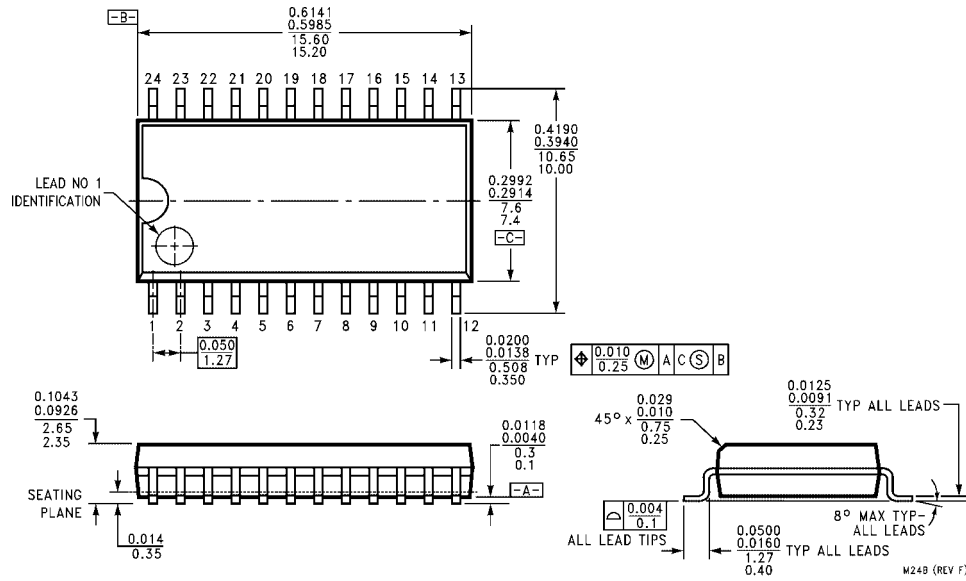 -B-
0.6141
0.5985
15.60
15.20
24 23 22 21 20 19 18 17 16 15 14 13
0.4190
0.3940
10.65
10.00
0.2992
0.2914
7.6
7.4
-C-
LEAD NO 1
IDENTIFICATION
1 2 3 4 5 6 7 8 9 10 11 12
0.050
1.27
0.0200
0.0138
0.508
0.350
TYP
⌖ 0.010 0.25 Ⓜ A C Ⓢ B
0.1043
0.0926
2.65
2.35
0.0118
0.0040
0.3
0.1
-A-
SEATING
PLANE
0.014
0.35
45° x
0.029
0.010
0.75
0.25
0.0125
0.0091
0.32
0.23
TYP ALL LEADS
0.004
0.1
ALL LEAD TIPS
0.0500
0.0160
1.27
0.40
TYP ALL LEADS
8° MAX TYP-
ALL LEADS
M24B (REV F)